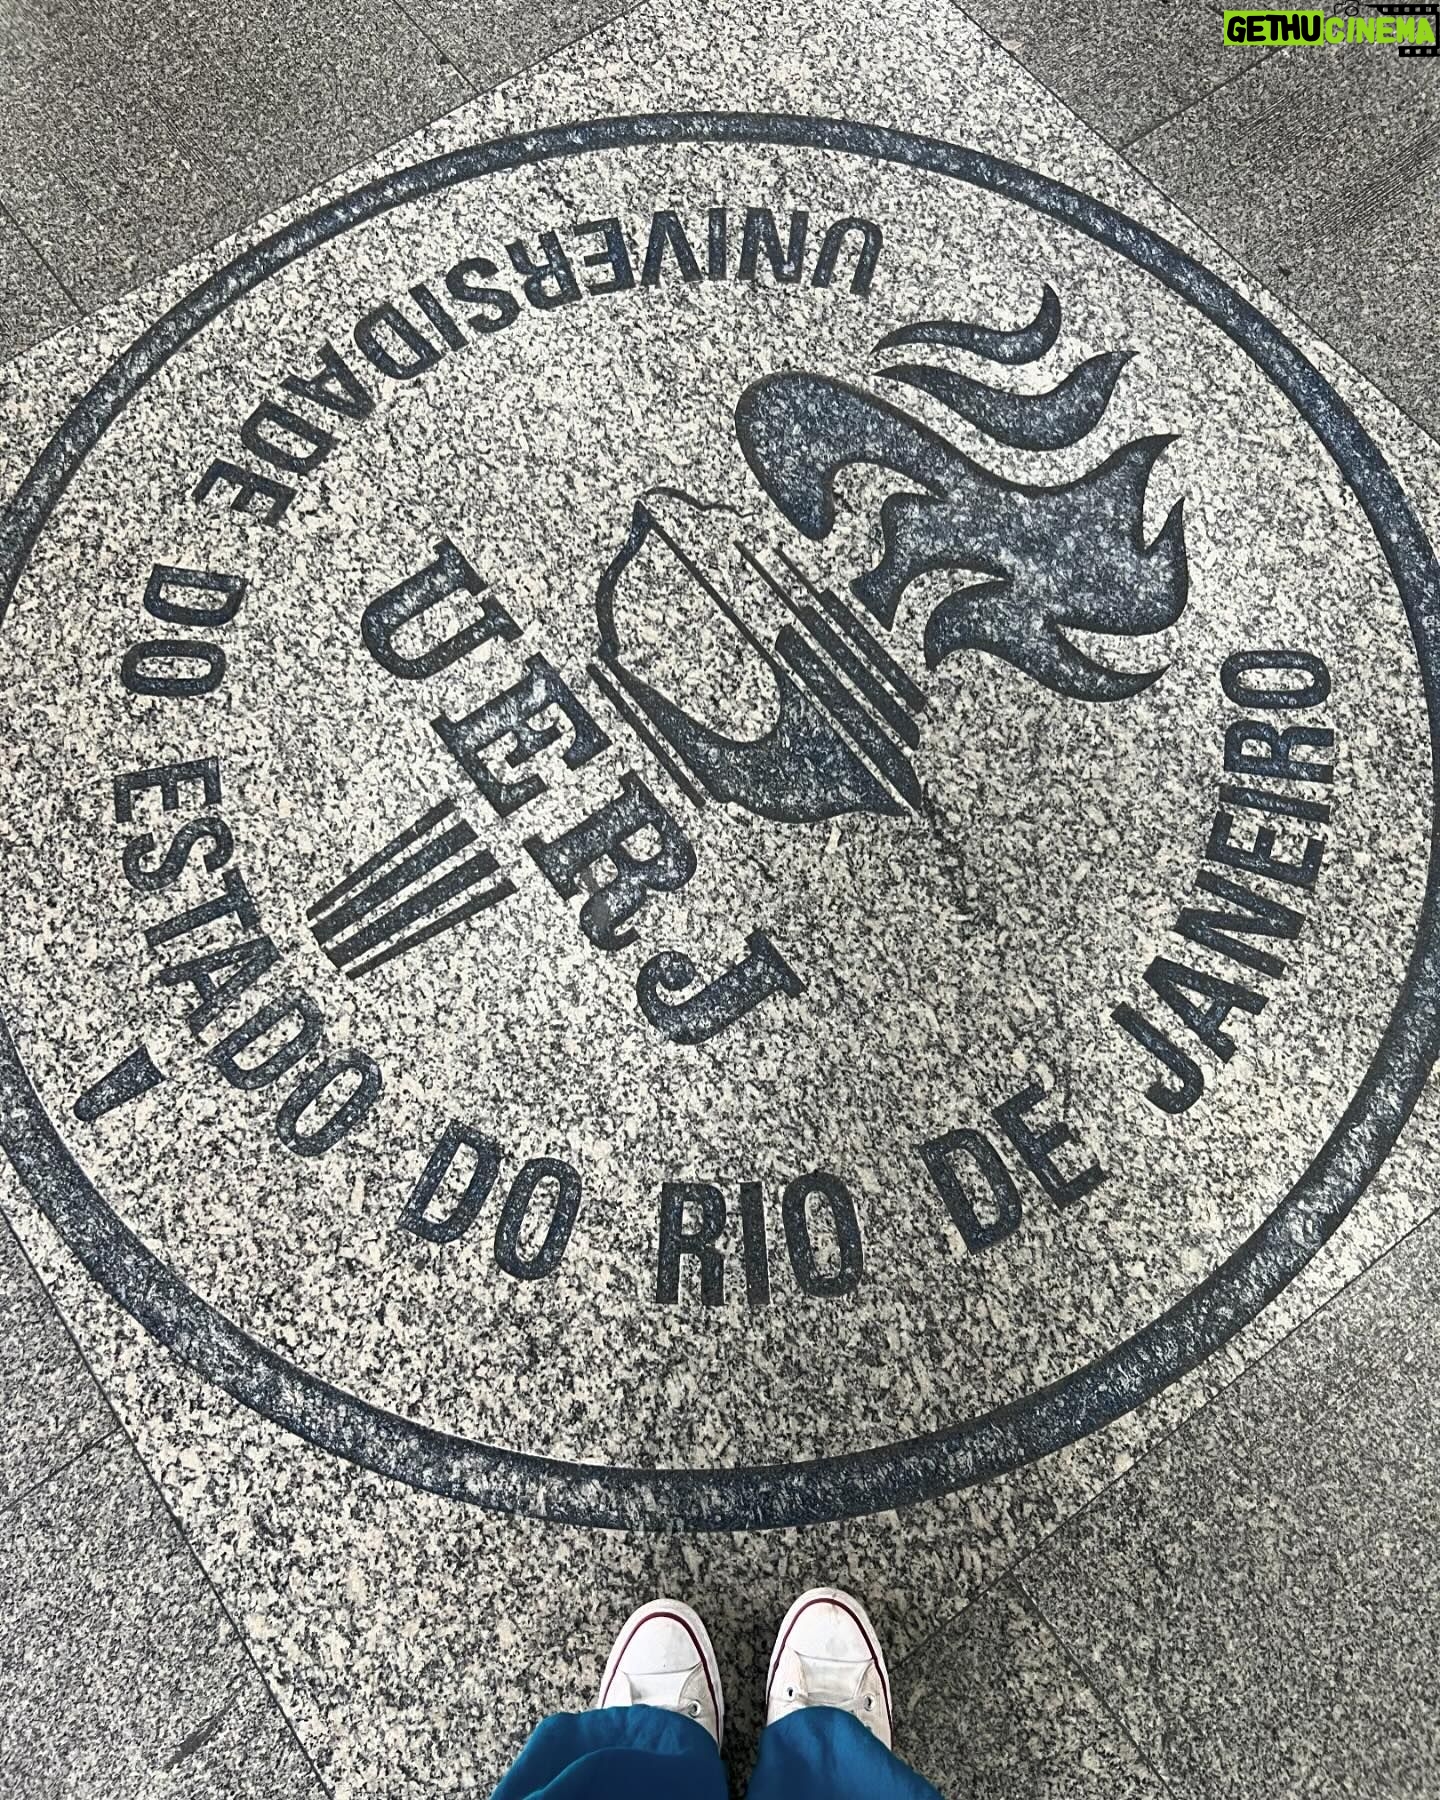 GETHUCINEMA
UNIVERSIDADE DO ESTADO DO RIO DE JANEIRO
UERJ